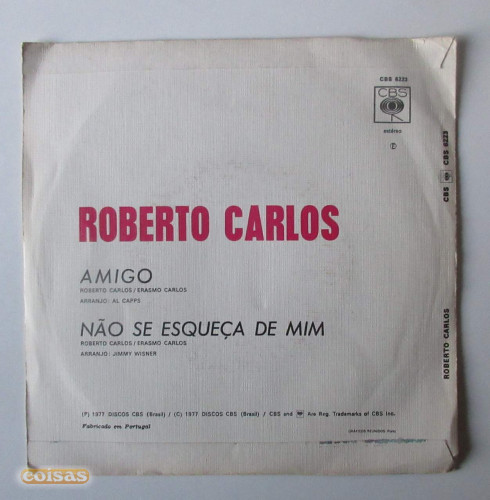 CBS 6223
CBS
estéreo
ROBERTO CARLOS
AMIGO
ROBERTO CARLOS / ERASMO CARLOS
ARRANJO: AL CAPPS
NÃO SE ESQUEÇA DE MIM
ROBERTO CARLOS / ERASMO CARLOS
ARRANJO: JIMMY WISNER
(P) 1977 DISCOS CBS (Brasil) / (C) 1977 DISCOS CBS (Brasil) / CBS and Are Reg. Trademarks of CBS Inc.
Fabricado em Portugal
ROBERTO CARLOS CBS CBS 6223
coisas